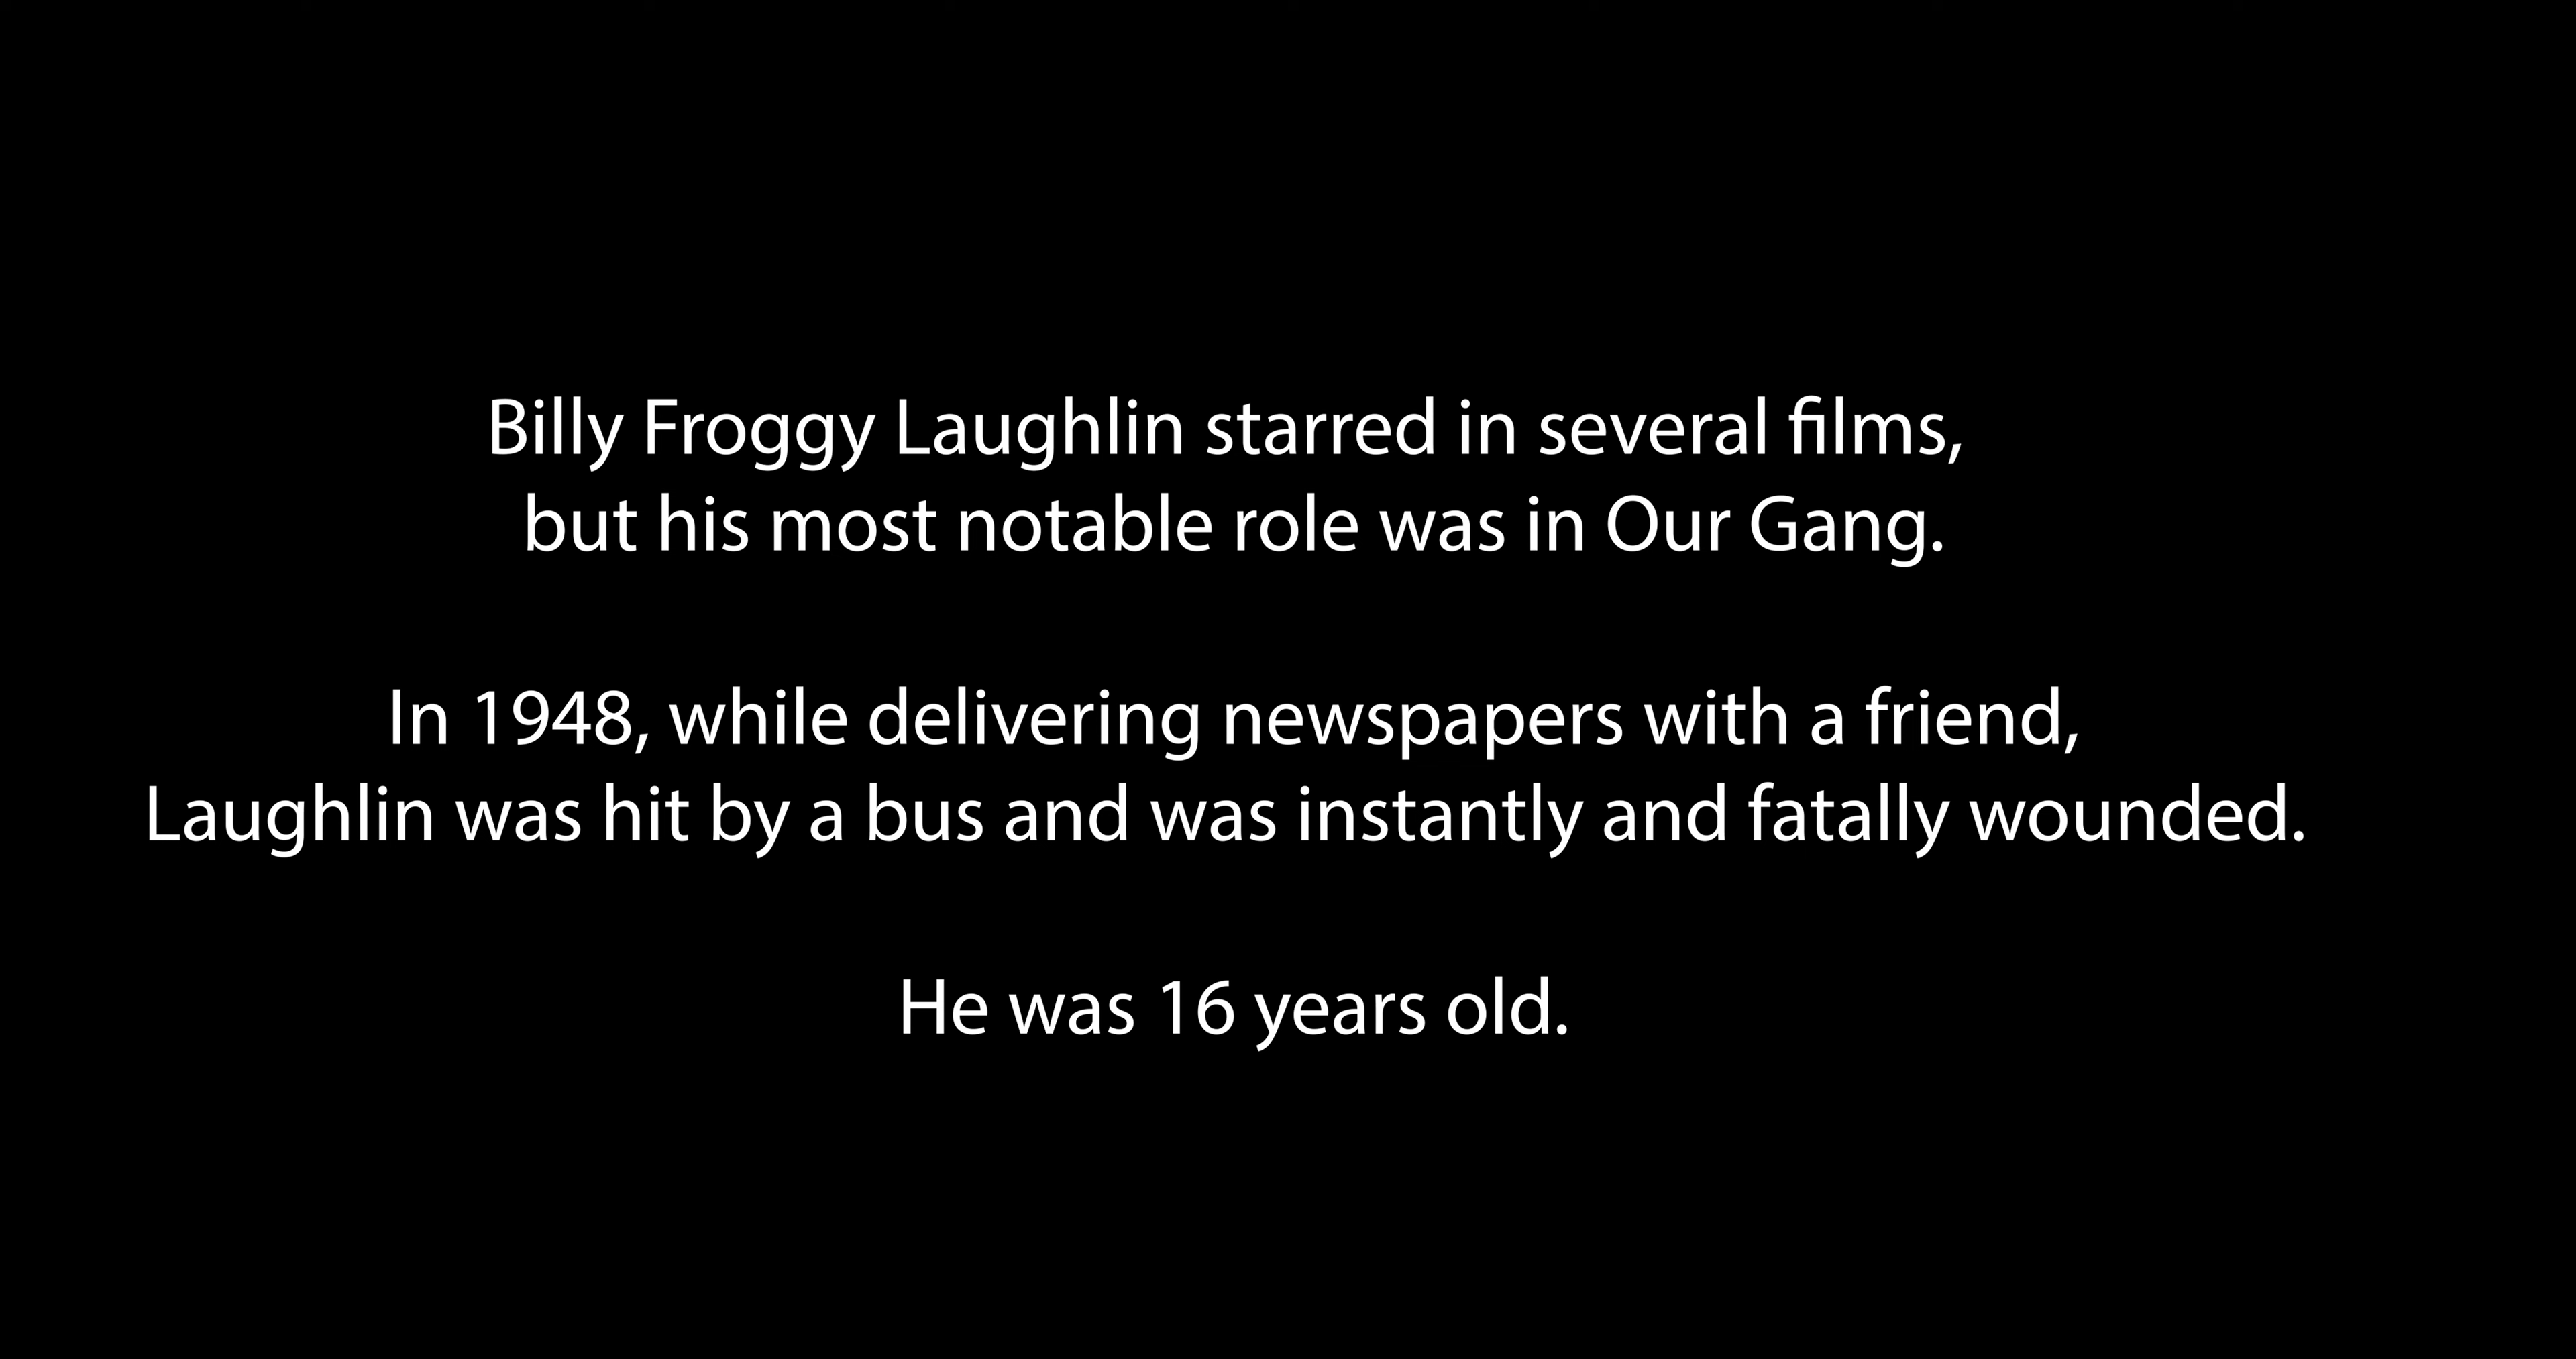 Billy Froggy Laughlin starred in several films,
but his most notable role was in Our Gang.
In 1948, while delivering newspapers with a friend,
Laughlin was hit by a bus and was instantly and fatally wounded.
He was 16 years old.